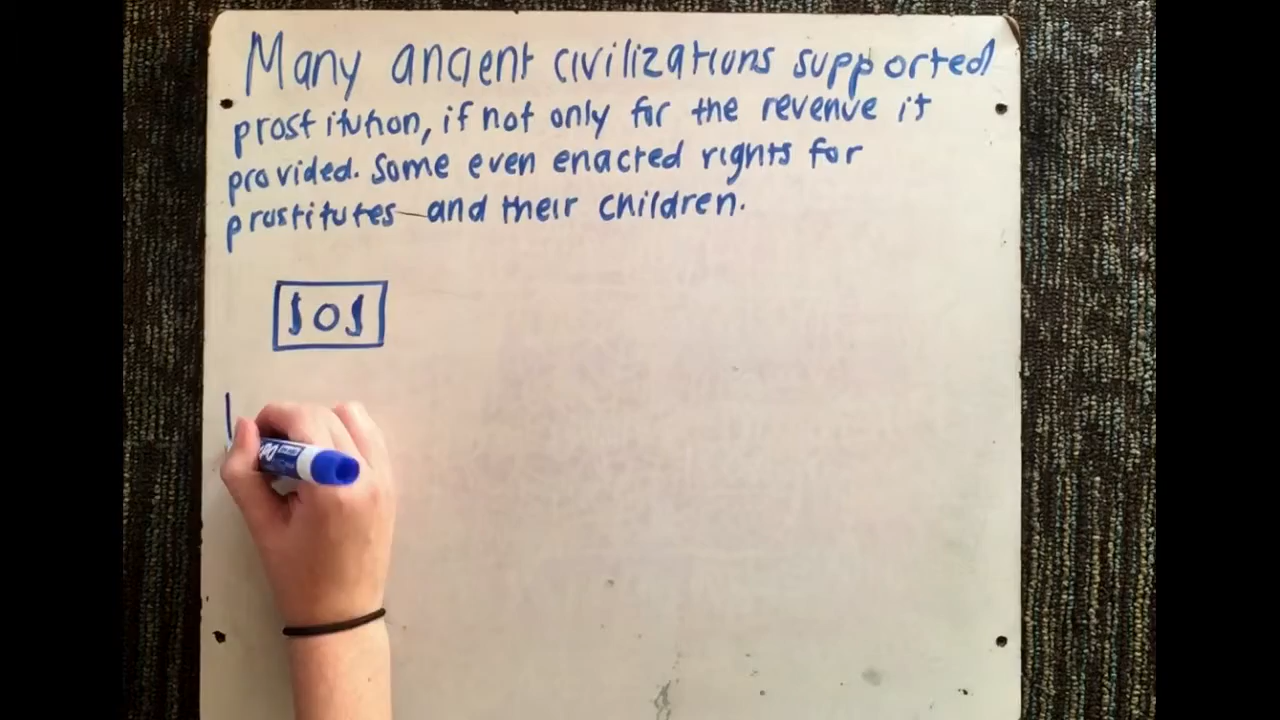 Many ancient civilizations supported
prostitution, if not only for the revenue it
provided. Some even enacted rights for
prostitutes and their children.